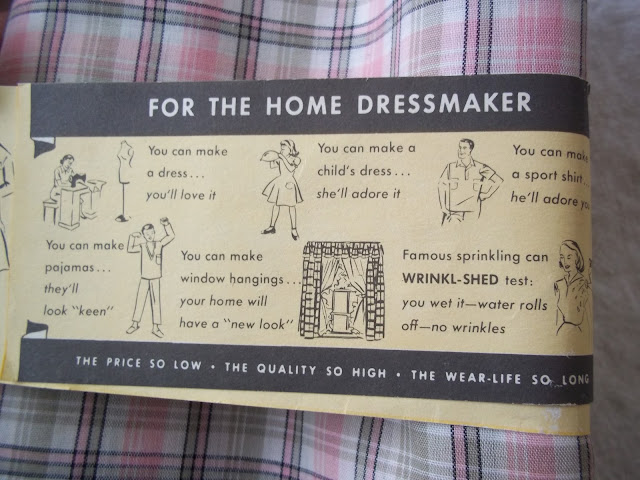 FOR THE HOME DRESSMAKER
You can make
a dress...
you'll love it
You can make a
child's dress...
she'll adore it
You can make
a sport shirt...
he'll adore you
You can make
pajamas...
they'll
look "keen"
You can make
window hangings...
your home will
have a "new look"
Famous sprinkling can
WRINKL-SHED test:
you wet it—water rolls
off—no wrinkles
THE PRICE SO LOW • THE QUALITY SO HIGH • THE WEAR-LIFE SO LONG